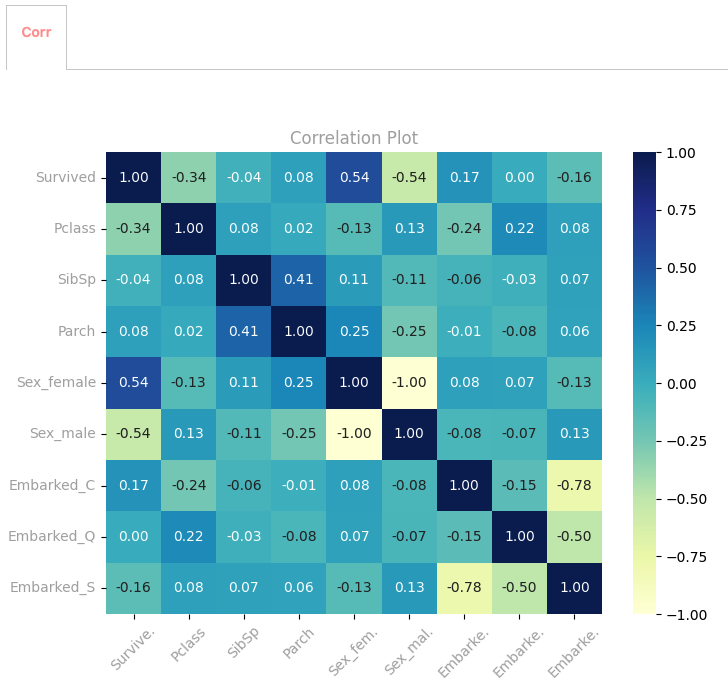 Corr
Correlation Plot
Survived 1.00 -0.34 -0.04 0.08 0.54 -0.54 0.17 0.00 -0.16
Pclass -0.34 1.00 0.08 0.02 -0.13 0.13 -0.24 0.22 0.08
SibSp -0.04 0.08 1.00 0.41 0.11 -0.11 -0.06 -0.03 0.07
Parch 0.08 0.02 0.41 1.00 0.25 -0.25 -0.01 -0.08 0.06
Sex_female 0.54 -0.13 0.11 0.25 1.00 -1.00 0.08 0.07 -0.13
Sex_male -0.54 0.13 -0.11 -0.25 -1.00 1.00 -0.08 -0.07 0.13
Embarked_C 0.17 -0.24 -0.06 -0.01 0.08 -0.08 1.00 -0.15 -0.78
Embarked_Q 0.00 0.22 -0.03 -0.08 0.07 -0.07 -0.15 1.00 -0.50
Embarked_S -0.16 0.08 0.07 0.06 -0.13 0.13 -0.78 -0.50 1.00
Survive. Pclass SibSp Parch Sex_fem. Sex_mal. Embarke. Embarke. Embarke.
1.00
0.75
0.50
0.25
0.00
−0.25
−0.50
−0.75
−1.00